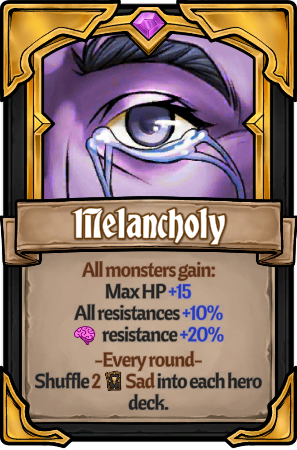 Melancholy
All monsters gain:
Max HP +15
All resistances +10%
resistance +20%
-Every round-
Shuffle 2 Sad into each hero
deck.